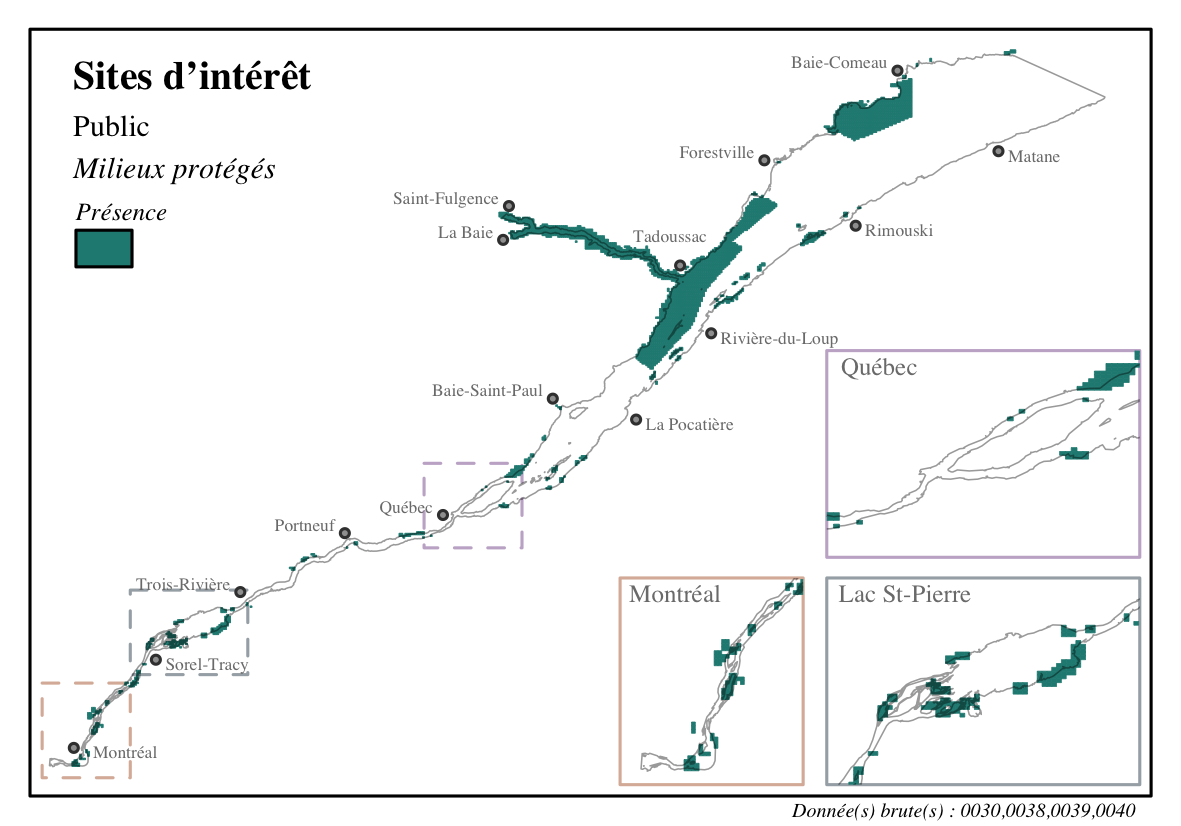 Sites d'intérêt
Public
Milieux protégés
Présence
Baie-Comeau
Forestville
Matane
Saint-Fulgence
La Baie
Tadoussac
Rimouski
Rivière-du-Loup
Baie-Saint-Paul
La Pocatière
Québec
Portneuf
Trois-Rivière
Sorel-Tracy
Montréal
Québec
Montréal
Lac St-Pierre
Donnée(s) brute(s) : 0030,0038,0039,0040